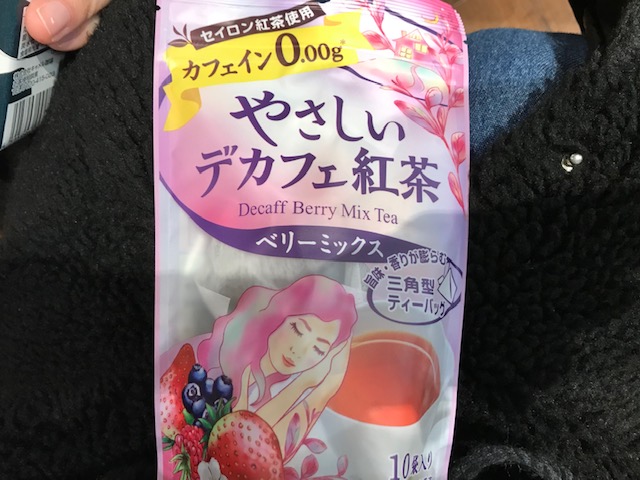 セイロン紅茶使用
カフェイン0.00g
やさしい
デカフェ紅茶
Decaff Berry Mix Tea
ベリーミックス
香りが膨らむ
三角型
ティーバッグ
10袋入り